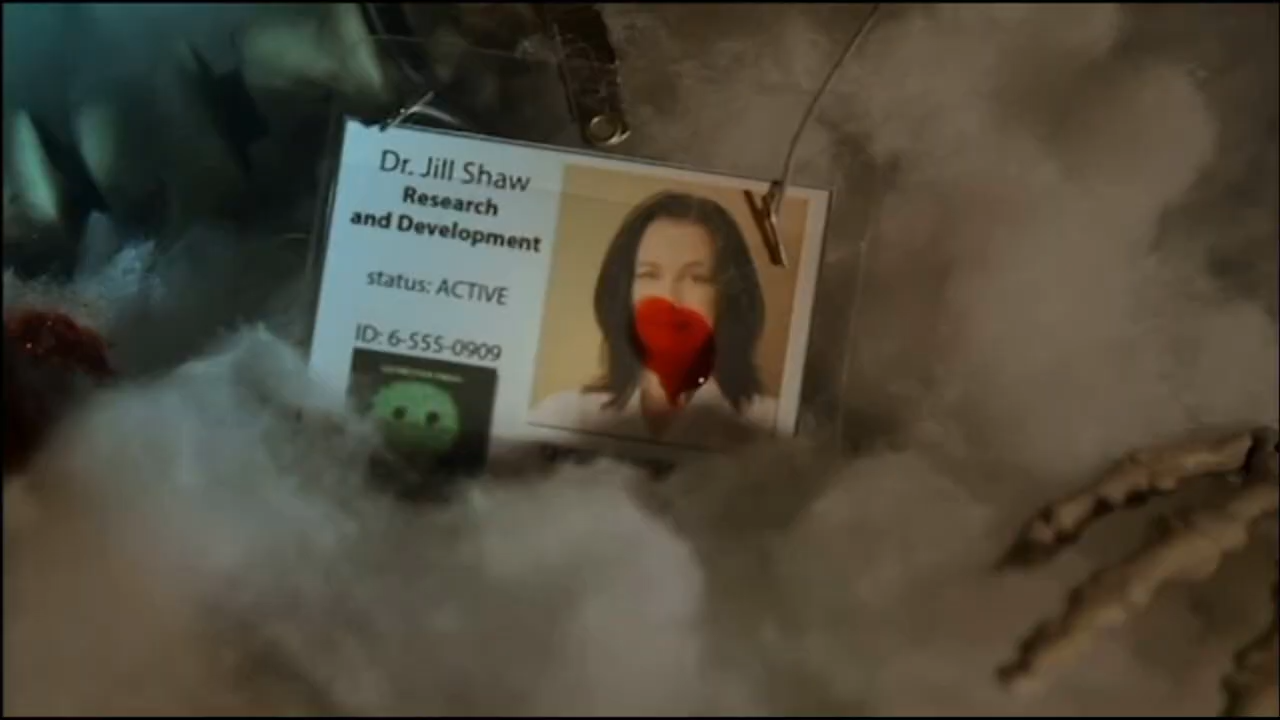 Dr. Jill Shaw
Research
and Development
status: ACTIVE
ID: 6-555-0909